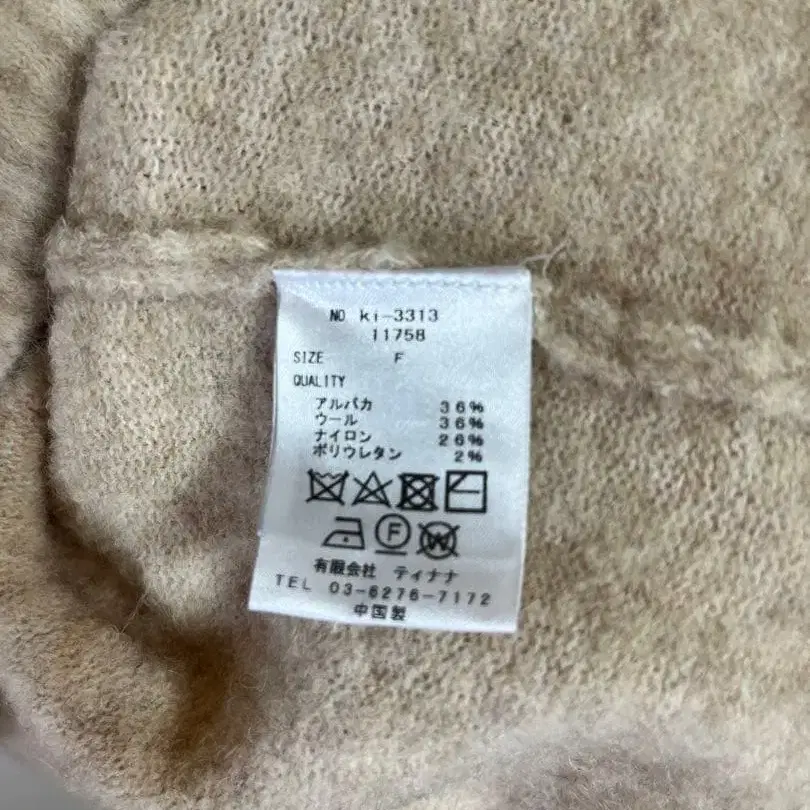 NO ki-3313
11758
SIZE F
QUALITY
アルパカ 36%
ウール 36%
ナイロン 26%
ポリウレタン 2%
F W
有限会社 ティナナ
TEL 03-6276-7172
中国製